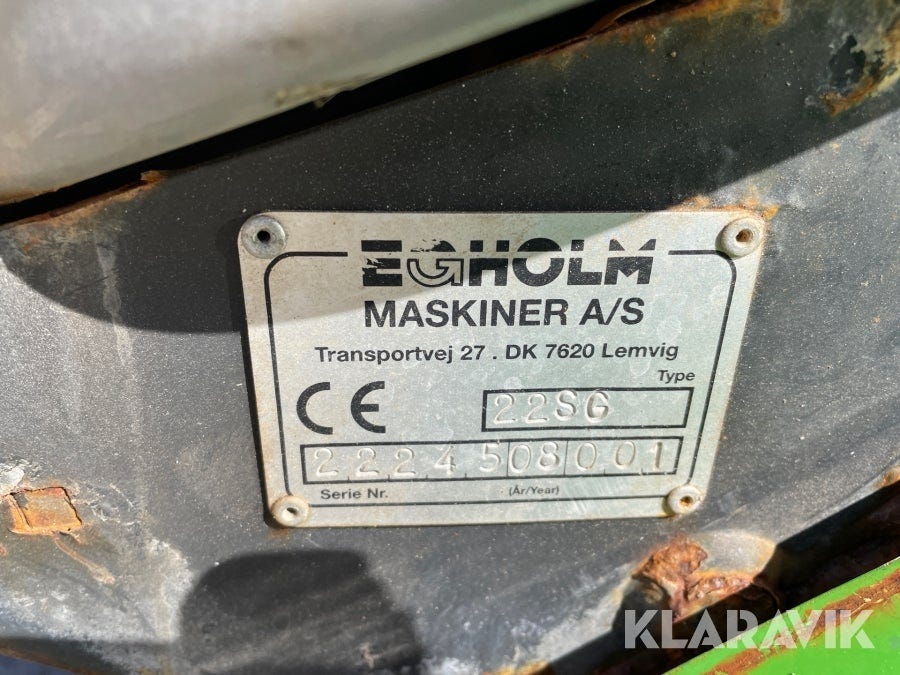 EGHOLM
MASKINER A/S
Transportvej 27 . DK 7620 Lemvig
Type
CE 22SG
2224508001
Serie Nr. (År/Year)
KLARAVIK